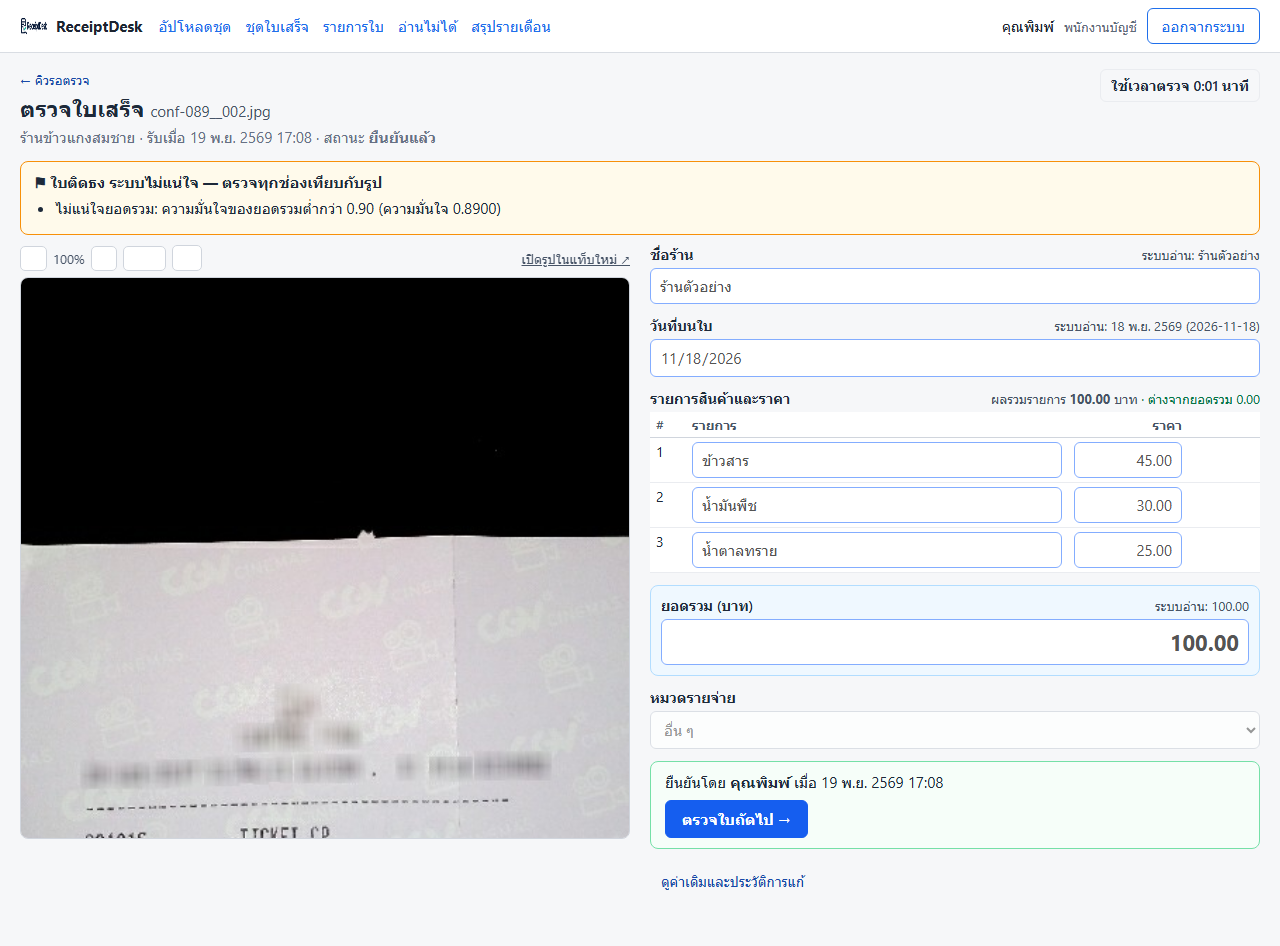 ReceiptDesk อัปโหลดชุด ชุดใบเสร็จ รายการใบ อ่านไม่ได้ สรุปรายเดือน คุณพิมพ์ พนักงานบัญชี ออกจากระบบ
← คิวรอตรวจ
ใช้เวลาตรวจ 0:01 นาที
ตรวจใบเสร็จ conf-089__002.jpg
ร้านข้าวแกงสมชาย · รับเมื่อ 19 พ.ย. 2569 17:08 · สถานะ ยืนยันแล้ว
⚑ ใบติดธง ระบบไม่แน่ใจ — ตรวจทุกช่องเทียบกับรูป
• ไม่แน่ใจยอดรวม: ความมั่นใจของยอดรวมต่ำกว่า 0.90 (ความมั่นใจ 0.8900)
100% เปิดรูปในแท็บใหม่ ↗
CGV CINEMAS
TICKET CP
ชื่อร้าน ระบบอ่าน: ร้านตัวอย่าง
ร้านตัวอย่าง
วันที่บนใบ ระบบอ่าน: 18 พ.ย. 2569 (2026-11-18)
11/18/2026
รายการสินค้าและราคา ผลรวมรายการ 100.00 บาท · ต่างจากยอดรวม 0.00
# รายการ ราคา
1 ข้าวสาร 45.00
2 น้ำมันพืช 30.00
3 น้ำตาลทราย 25.00
ยอดรวม (บาท) ระบบอ่าน: 100.00
100.00
หมวดรายจ่าย
อื่น ๆ
ยืนยันโดย คุณพิมพ์ เมื่อ 19 พ.ย. 2569 17:08
ตรวจใบถัดไป →
ดูค่าเดิมและประวัติการแก้